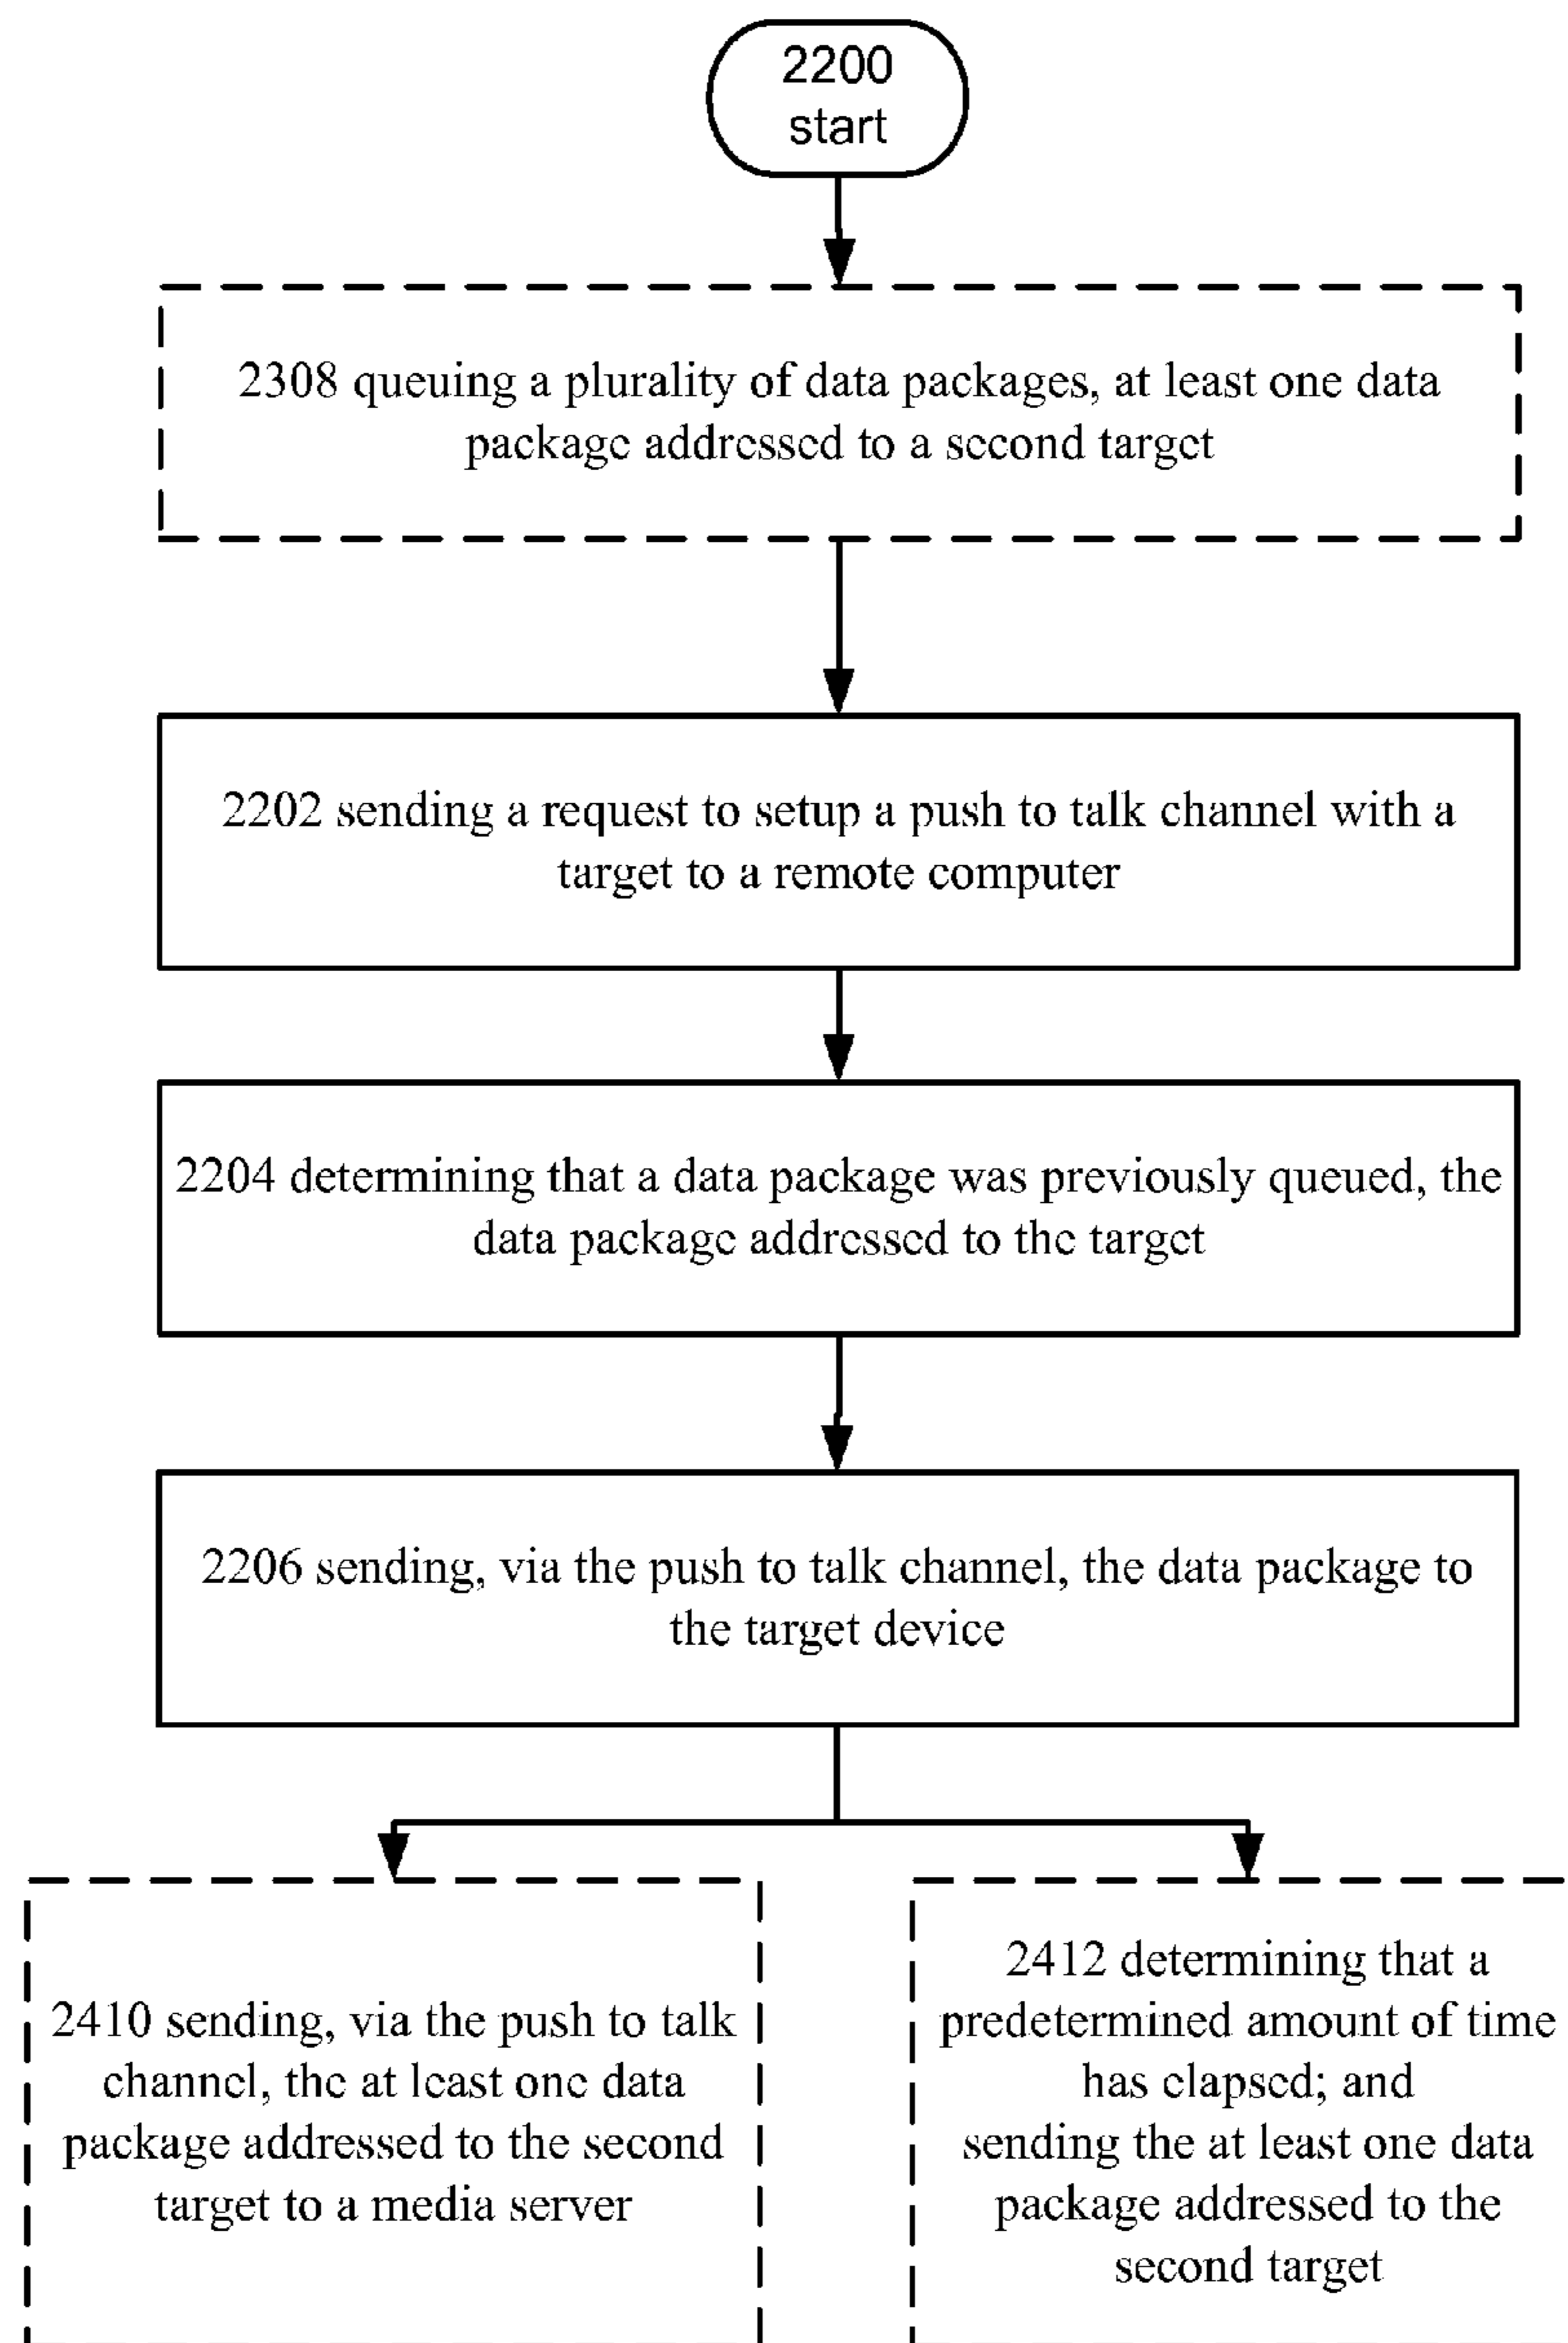 2200
start
2308 queuing a plurality of data packages, at least one data
package addressed to a second target
2202 sending a request to setup a push to talk channel with a
target to a remote computer
2204 determining that a data package was previously queued, the
data package addressed to the target
2206 sending, via the push to talk channel, the data package to
the target device
2410 sending, via the push to talk
channel, the at least one data
package addressed to the second
target to a media server
2412 determining that a
predetermined amount of time
has elapsed; and
sending the at least one data
package addressed to the
second target